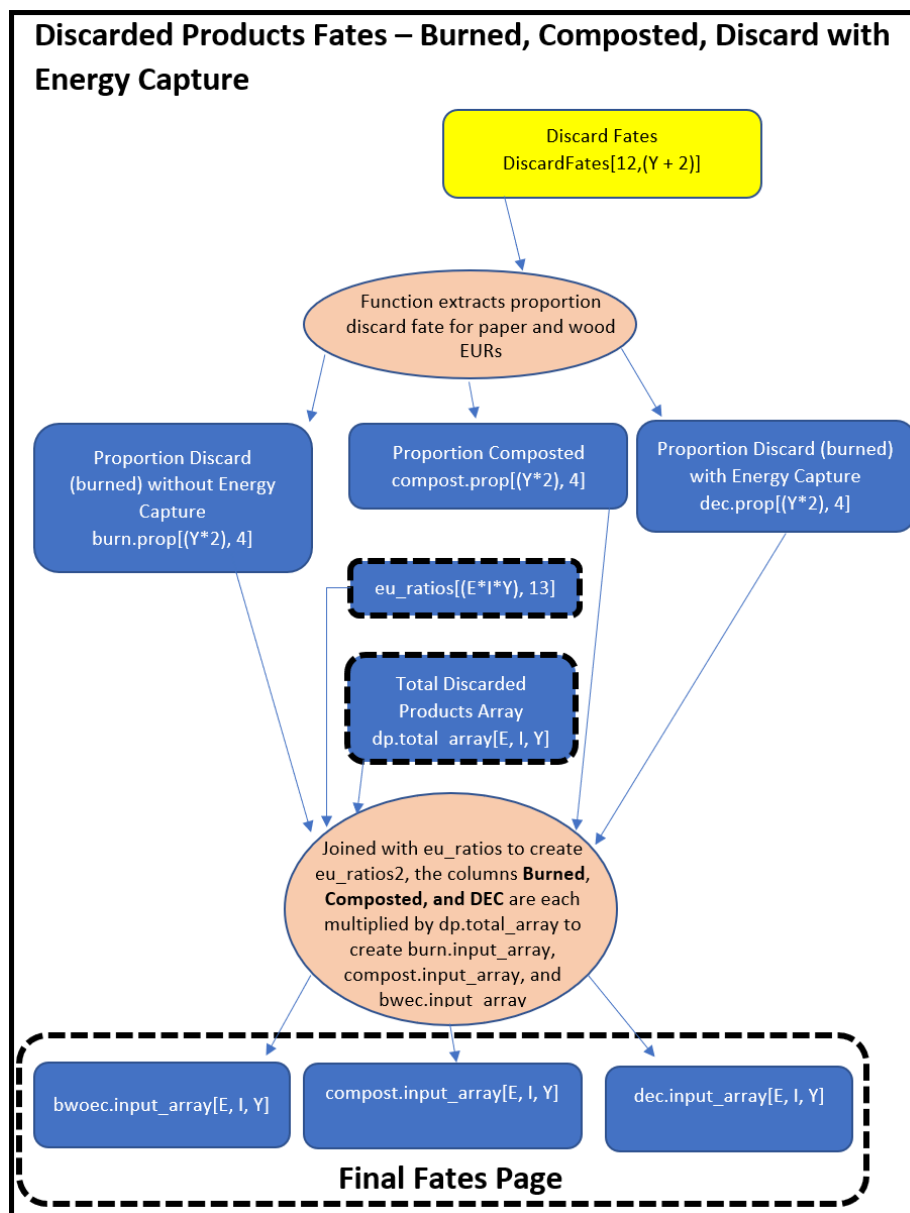 Discarded Products Fates – Burned, Composted, Discard with
Energy Capture
Discard Fates
DiscardFates[12,(Y + 2)]
Function extracts proportion
discard fate for paper and wood
EURs
Proportion Discard
(burned) without Energy
Capture
burn.prop[(Y*2), 4]
Proportion Composted
compost.prop[(Y*2), 4]
Proportion Discard (burned)
with Energy Capture
dec.prop[(Y*2), 4]
eu_ratios[(E*I*Y), 13]
Total Discarded
Products Array
dp.total_array[E, I, Y]
Joined with eu_ratios to create
eu_ratios2, the columns Burned,
Composted, and DEC are each
multiplied by dp.total_array to
create burn.input_array,
compost.input_array, and
bwec.input_array
bwoec.input_array[E, I, Y]
compost.input_array[E, I, Y]
dec.input_array[E, I, Y]
Final Fates Page